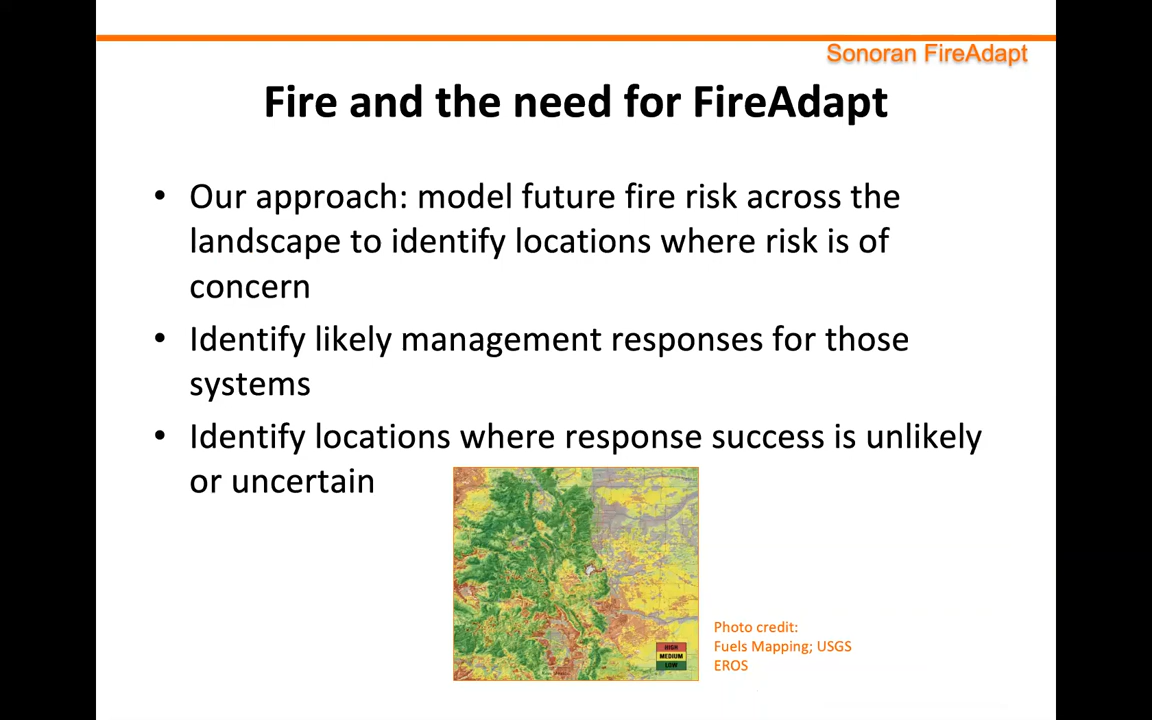 Sonoran FireAdapt
Fire and the need for FireAdapt
• Our approach: model future fire risk across the
landscape to identify locations where risk is of
concern
• Identify likely management responses for those
systems
• Identify locations where response success is unlikely
or uncertain
HIGH
MEDIUM
LOW
Photo credit:
Fuels Mapping; USGS
EROS